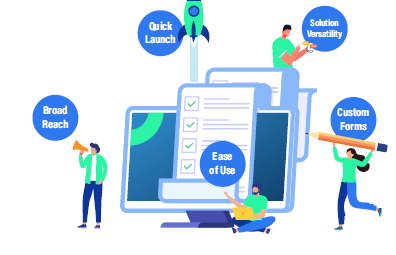 Quick
Launch
Solution
Versatility
Broad
Reach
Custom
Forms
Ease
of Use